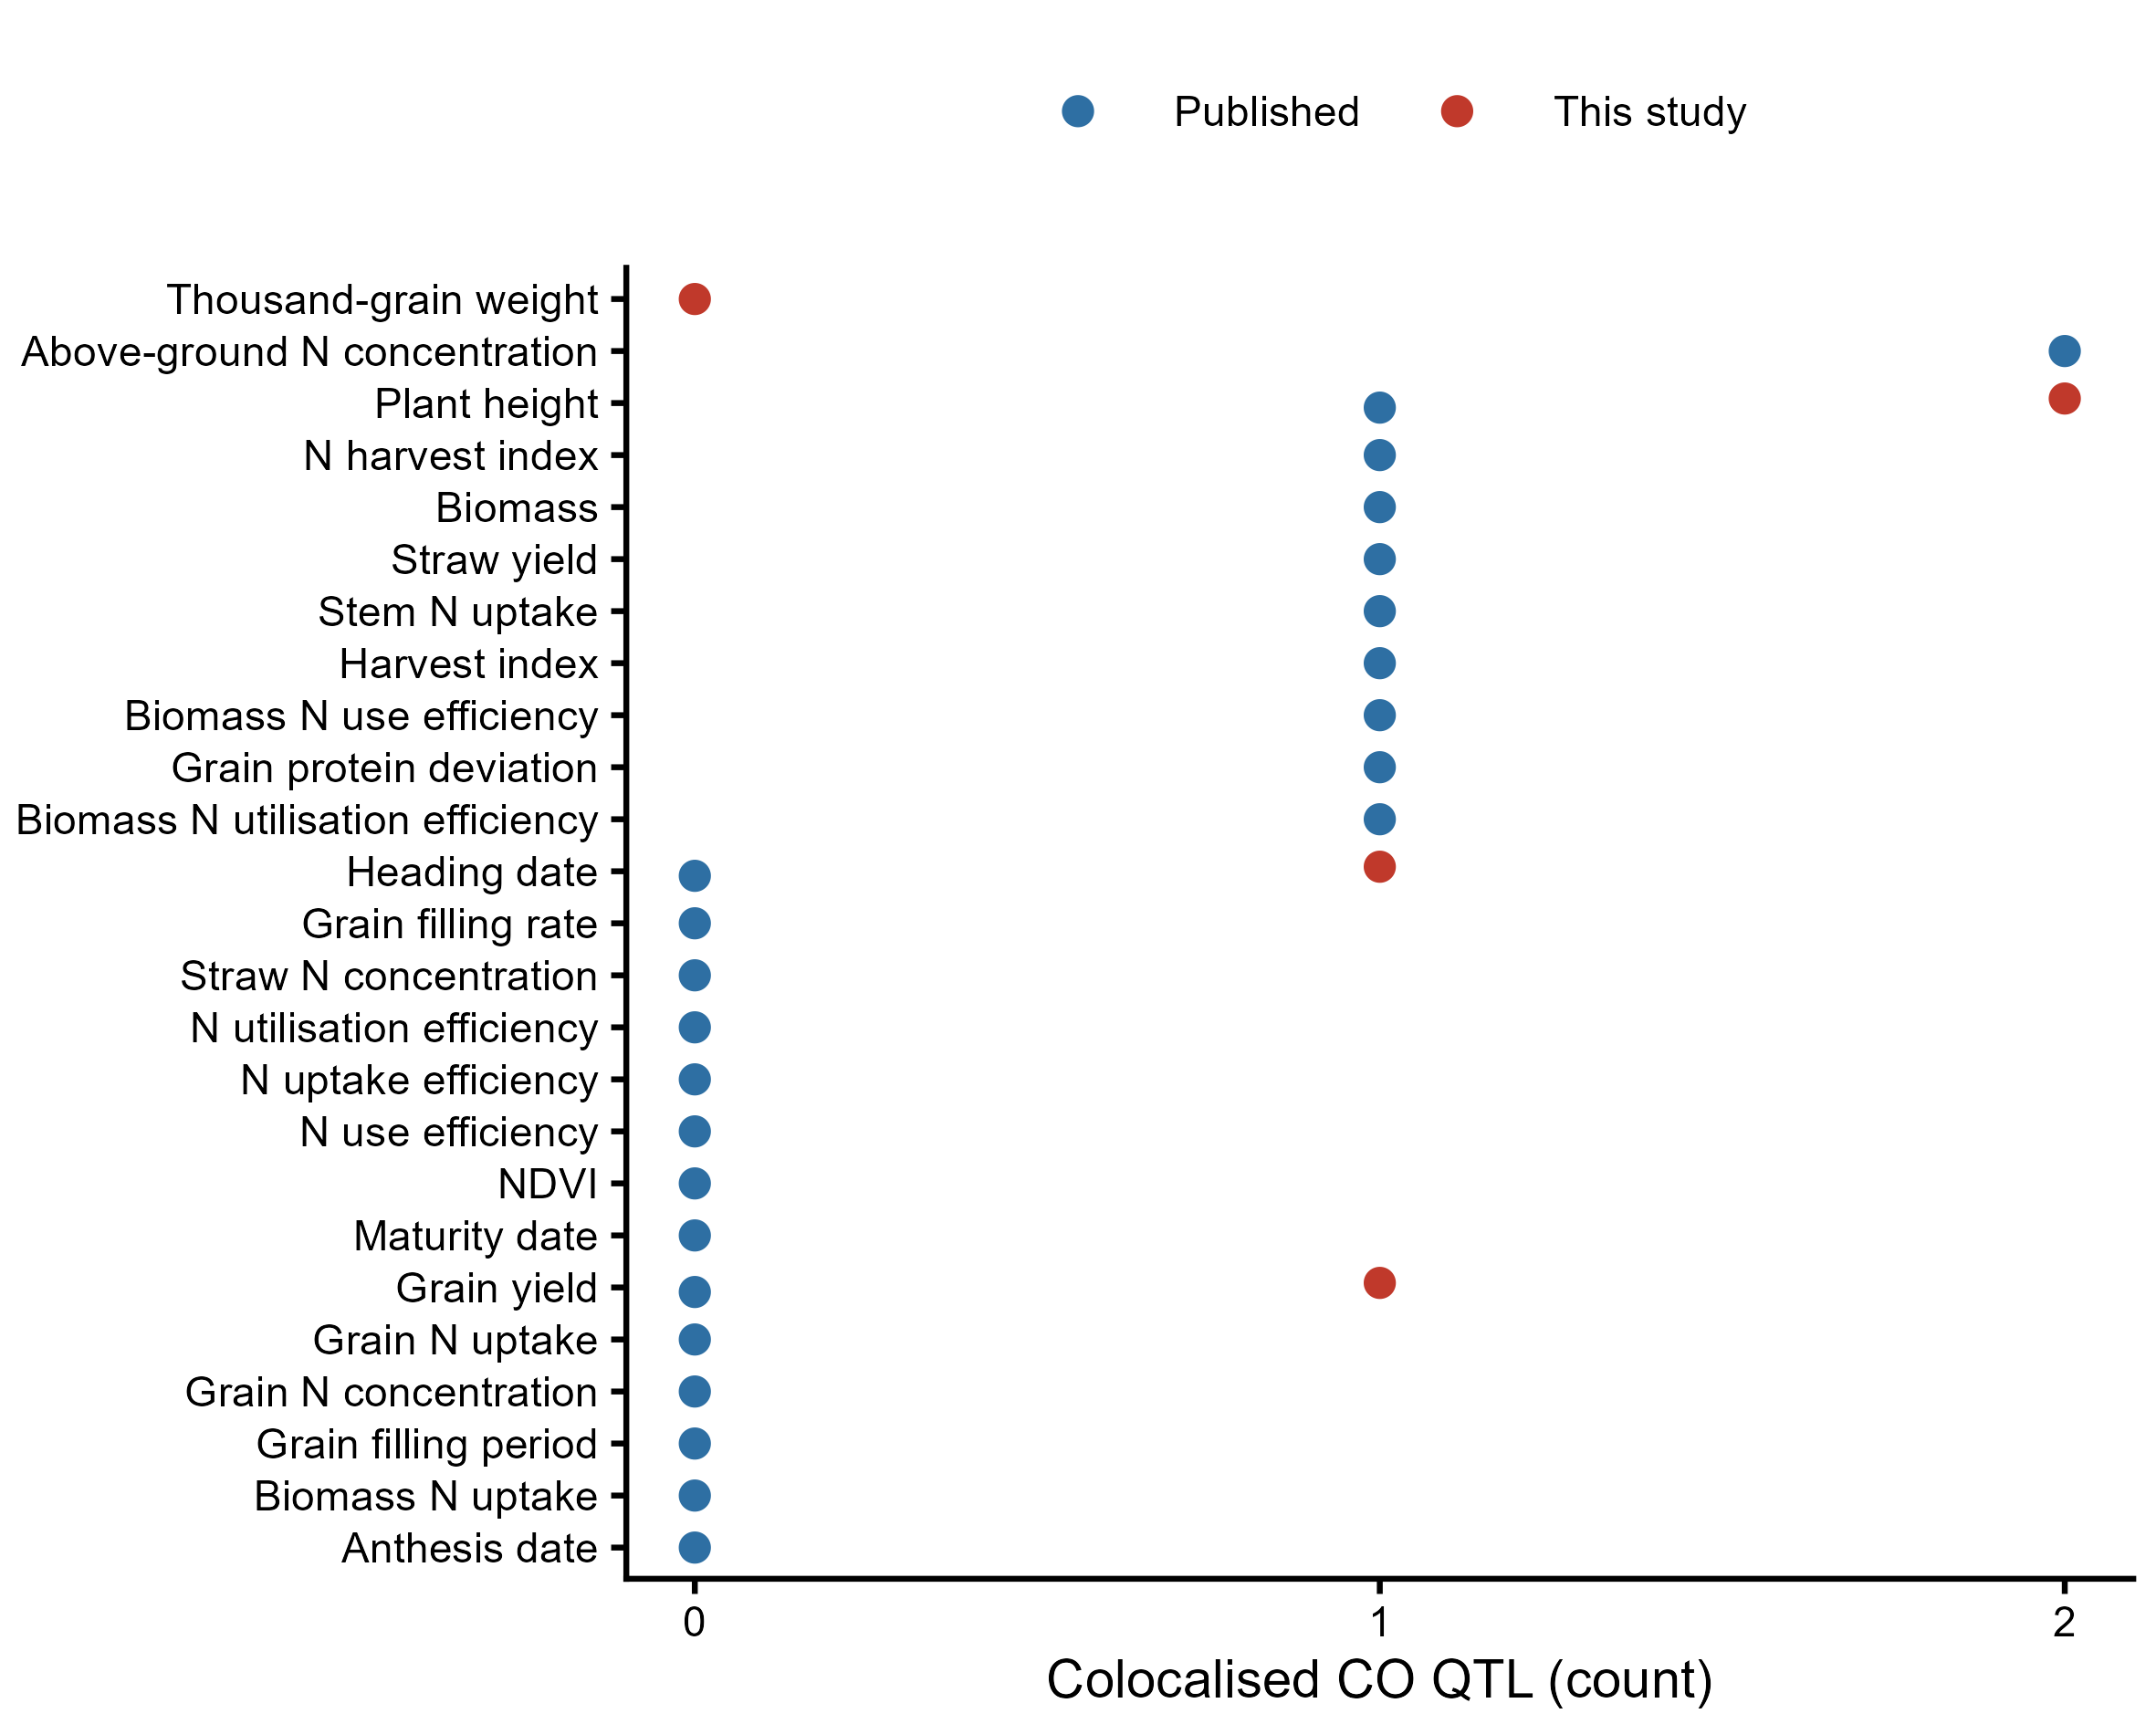 Published This study
Thousand-grain weight
Above-ground N concentration
Plant height
N harvest index
Biomass
Straw yield
Stem N uptake
Harvest index
Biomass N use efficiency
Grain protein deviation
Biomass N utilisation efficiency
Heading date
Grain filling rate
Straw N concentration
N utilisation efficiency
N uptake efficiency
N use efficiency
NDVI
Maturity date
Grain yield
Grain N uptake
Grain N concentration
Grain filling period
Biomass N uptake
Anthesis date
0 1 2
Colocalised CO QTL (count)